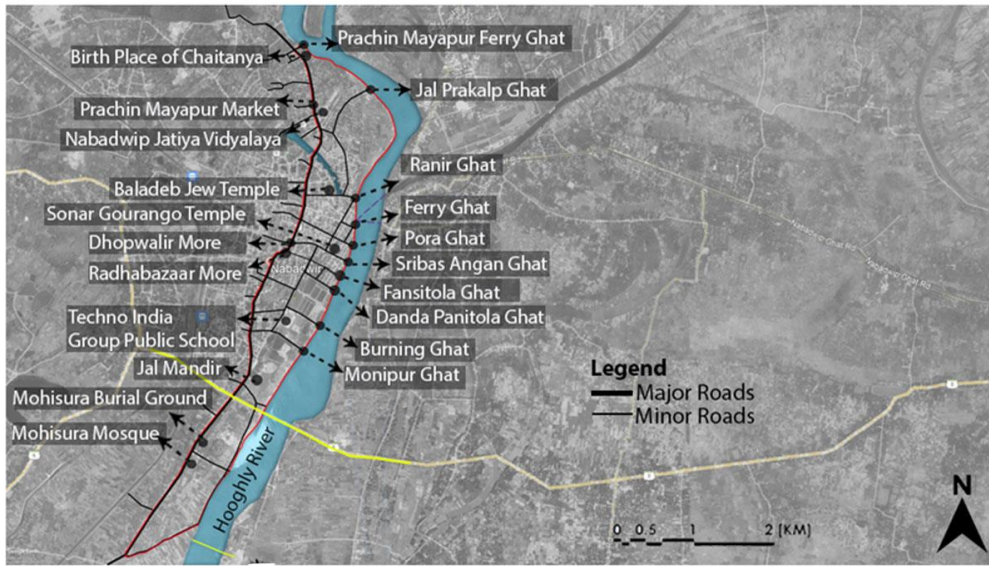 Prachin Mayapur Ferry Ghat
Birth Place of Chaitanya
Jal Prakalp Ghat
Prachin Mayapur Market
Nabadwip Jatiya Vidyalaya
Ranir Ghat
Baladeb Jew Temple
Ferry Ghat
Sonar Gourango Temple
Pora Ghat
Dhopwalir More
Sribas Angan Ghat
Radhabazaar More
Nabadwip
Fansitola Ghat
Danda Panitola Ghat
Techno India
Group Public School
Burning Ghat
Jal Mandir
Monipur Ghat
Mohisura Burial Ground
Mohisura Mosque
Hooghly River
Legend
Major Roads
Minor Roads
N
0 0.5 1 2 [KM]